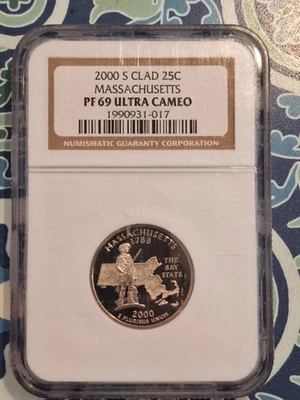 2000 S CLAD 25C
MASSACHUSETTS
PF 69 ULTRA CAMEO
1990931-017
NUMISMATIC GUARANTY CORPORATION
MASSACHUSETTS
1788
THE
BAY
STATE
2000
E PLURIBUS UNUM